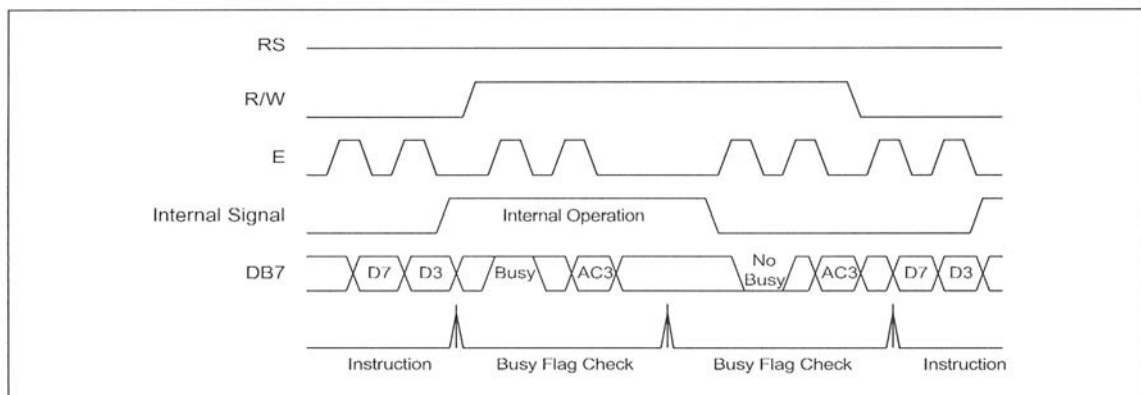 RS
R/W
E
Internal Signal
Internal Operation
DB7
D7
D3
Busy
AC3
No
Busy
AC3
D7
D3
Instruction
Busy Flag Check
Busy Flag Check
Instruction